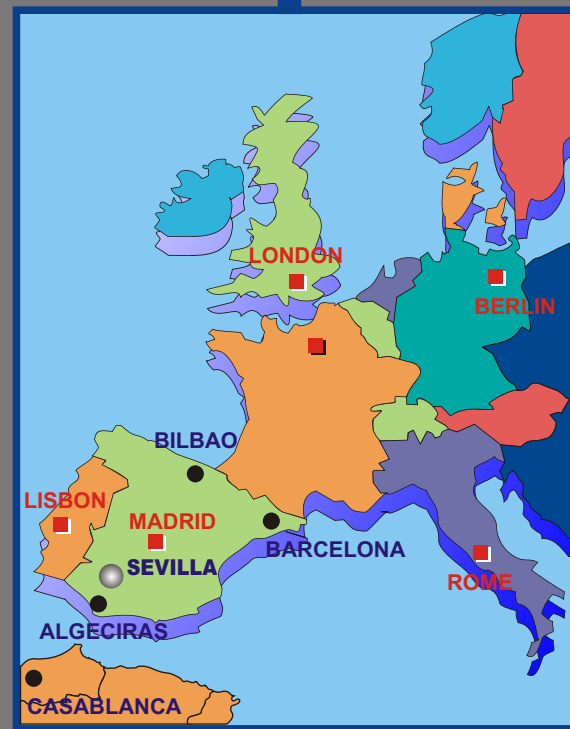 LONDON
BERLIN
BILBAO
LISBON
MADRID
BARCELONA
SEVILLA
ROME
ALGECIRAS
CASABLANCA